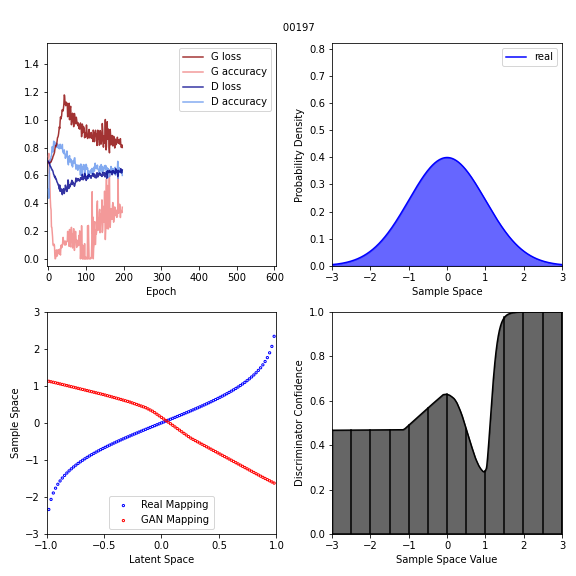 00197
G loss
G accuracy
D loss
D accuracy
1.4
1.2
1.0
0.8
0.6
0.4
0.2
0.0
0 100 200 300 400 500 600
Epoch
real
Probability Density
0.8
0.7
0.6
0.5
0.4
0.3
0.2
0.1
0.0
−3 −2 −1 0 1 2 3
Sample Space
Sample Space
3
2
1
0
−1
−2
−3
Real Mapping
GAN Mapping
−1.0 −0.5 0.0 0.5 1.0
Latent Space
Discriminator Confidence
1.0
0.8
0.6
0.4
0.2
0.0
−3 −2 −1 0 1 2 3
Sample Space Value